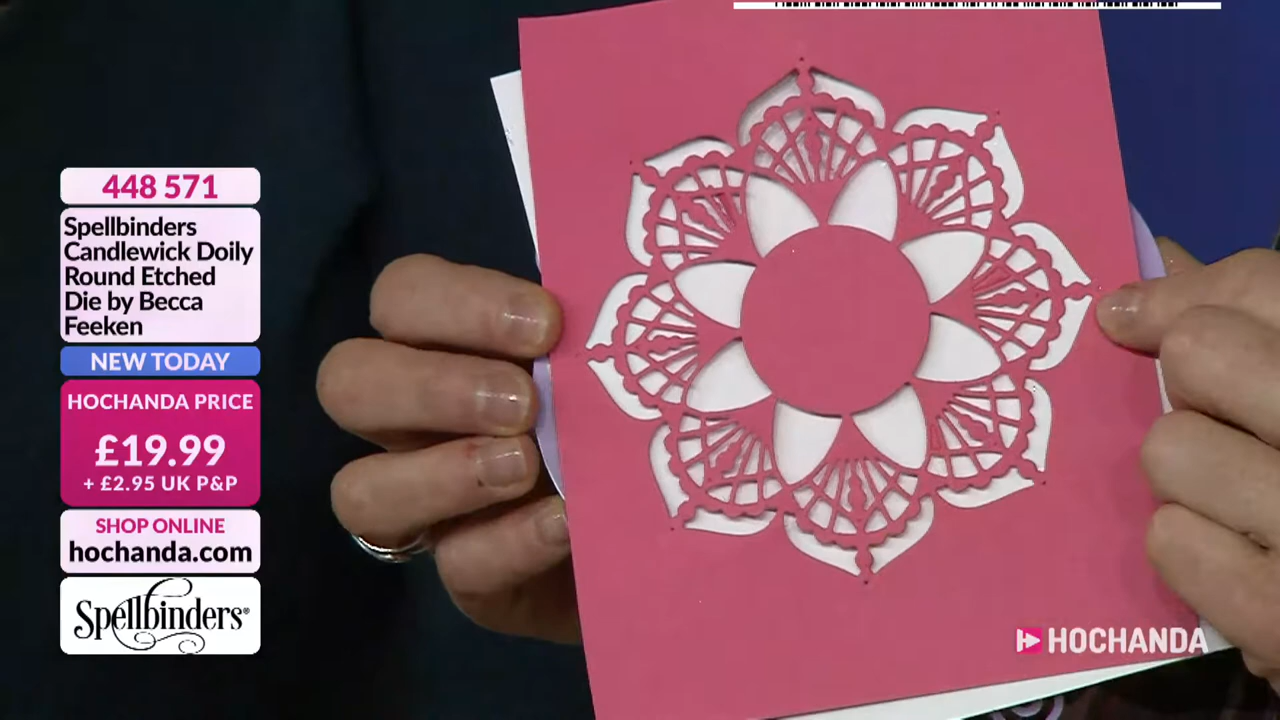 448 571
Spellbinders
Candlewick Doily
Round Etched
Die by Becca
Feeken
NEW TODAY
HOCHANDA PRICE
£19.99
+ £2.95 UK P&P
SHOP ONLINE
hochanda.com
Spellbinders®
HOCHANDA